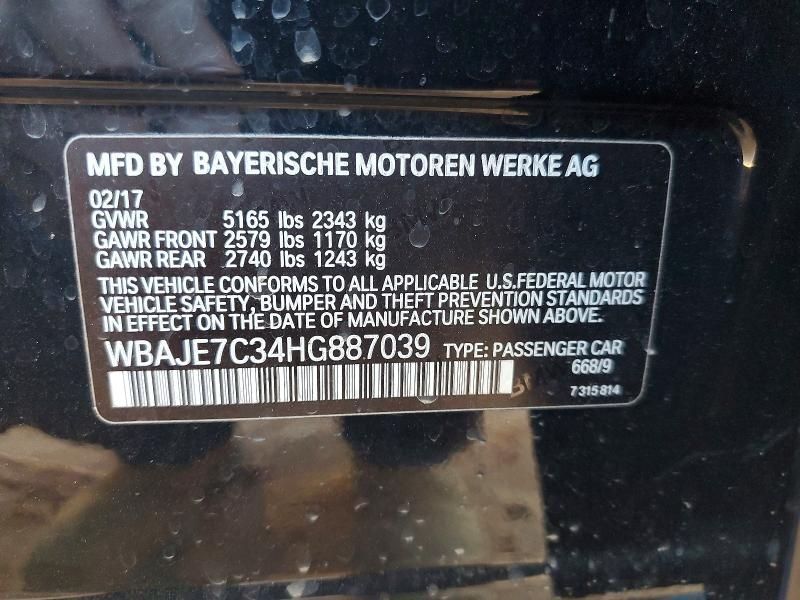 MFD BY BAYERISCHE MOTOREN WERKE AG
02/17
GVWR 5165 lbs 2343 kg
GAWR FRONT 2579 lbs 1170 kg
GAWR REAR 2740 lbs 1243 kg
THIS VEHICLE CONFORMS TO ALL APPLICABLE U.S.FEDERAL MOTOR
VEHICLE SAFETY, BUMPER AND THEFT PREVENTION STANDARDS
IN EFFECT ON THE DATE OF MANUFACTURE SHOWN ABOVE.
WBAJE7C34HG887039 TYPE: PASSENGER CAR
668/9
7315814